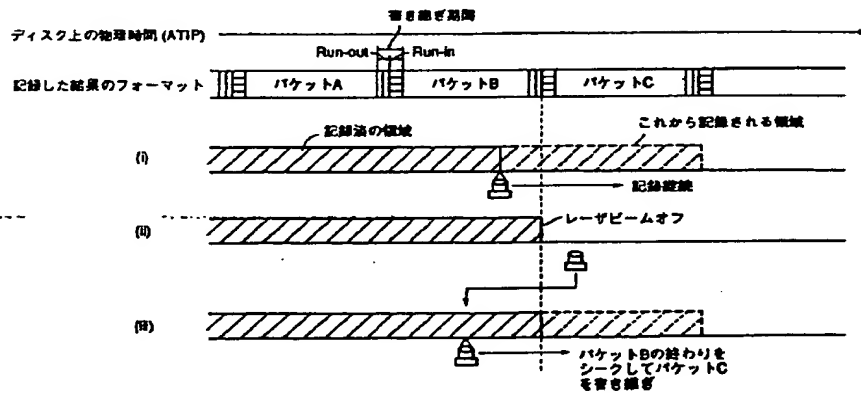 書き継ぎ期間
ディスク上の物理時間 (ATIP)
Run-out
Run-in
記録した結果のフォーマット
パケットA
パケットB
パケットC
記録済の領域
これから記録される領域
(i)
記録継続
(ii)
レーザビームオフ
(iii)
パケットBの終わりを
シークしてパケットC
を書き継ぎ